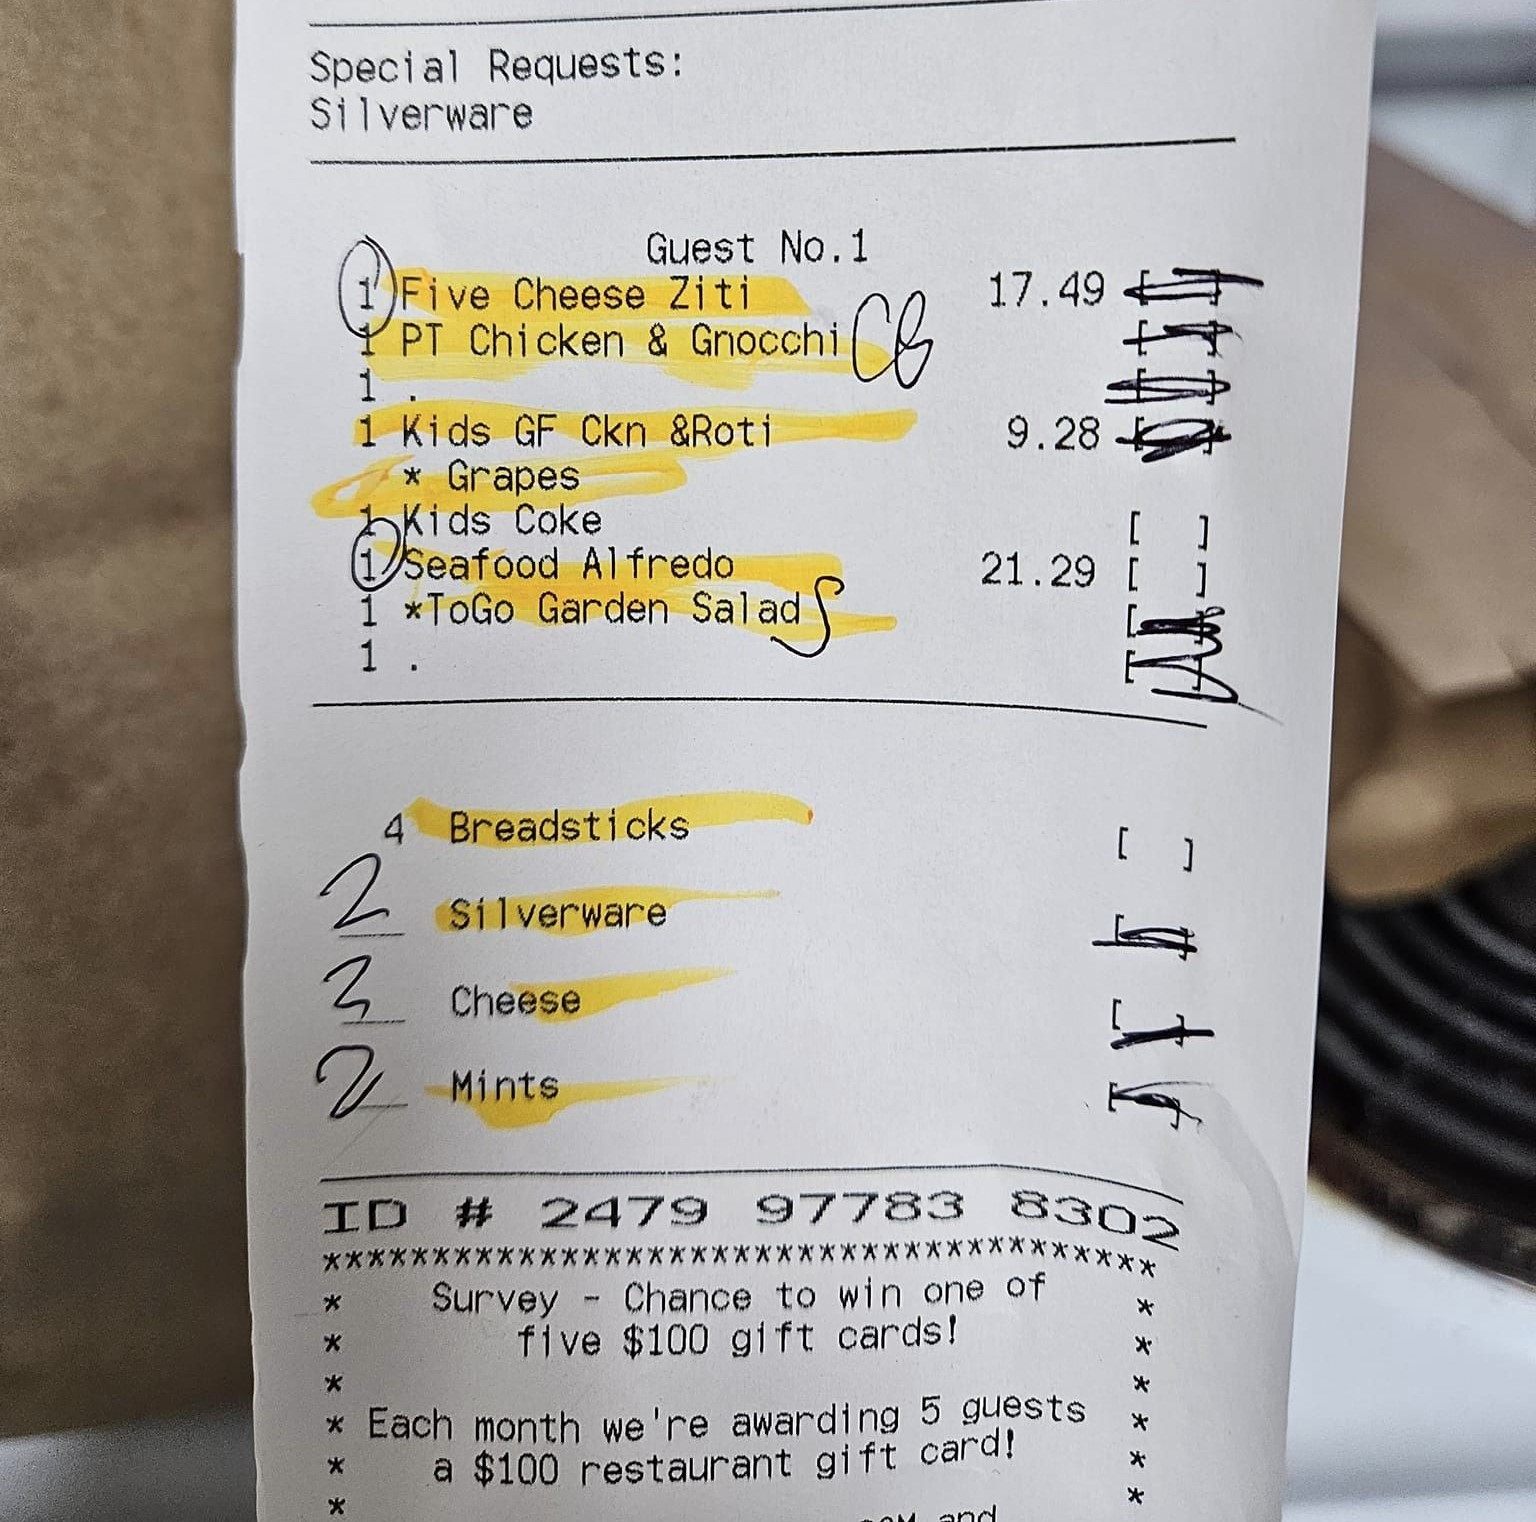 Special Requests:
Silverware
Guest No.1
1 Five Cheese Ziti 17.49 [ ]
1 PT Chicken & Gnocchi CG [ ]
1 . [ ]
1 Kids GF Ckn &Roti 9.28 [ ]
* Grapes
1 Kids Coke [ ]
1 Seafood Alfredo 21.29 [ ]
1 *ToGo Garden Salad S [ ]
1 . [ ]
4 Breadsticks [ ]
2 Silverware [ ]
3 Cheese [ ]
2 Mints [ ]
ID # 2479 97783 8302
***************************************
* Survey - Chance to win one of *
* five $100 gift cards! *
* *
* Each month we're awarding 5 guests *
* a $100 restaurant gift card! *
* *
and